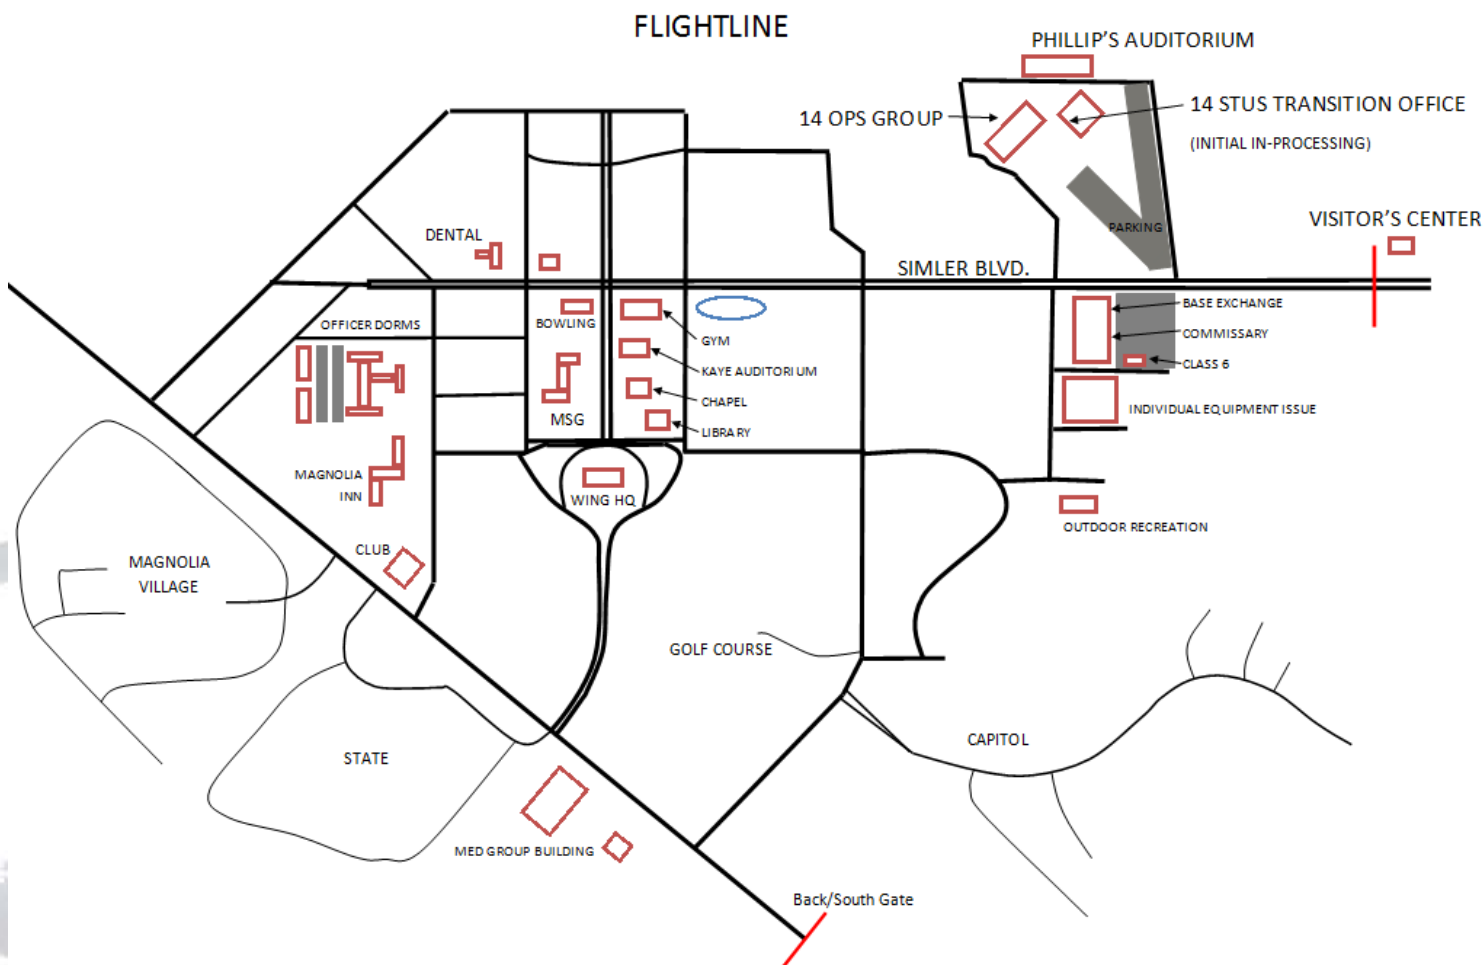 FLIGHTLINE
PHILLIP'S AUDITORIUM
14 OPS GROUP
14 STUS TRANSITION OFFICE
(INITIAL IN-PROCESSING)
VISITOR'S CENTER
PARKING
DENTAL
SIMLER BLVD.
BASE EXCHANGE
OFFICER DORMS
BOWLING
COMMISSARY
GYM
CLASS 6
KAYE AUDITORIUM
CHAPEL
INDIVIDUAL EQUIPMENT ISSUE
MSG
LIBRARY
MAGNOLIA
INN
WING HQ
OUTDOOR RECREATION
CLUB
MAGNOLIA
VILLAGE
GOLF COURSE
CAPITOL
STATE
MED GROUP BUILDING
Back/South Gate